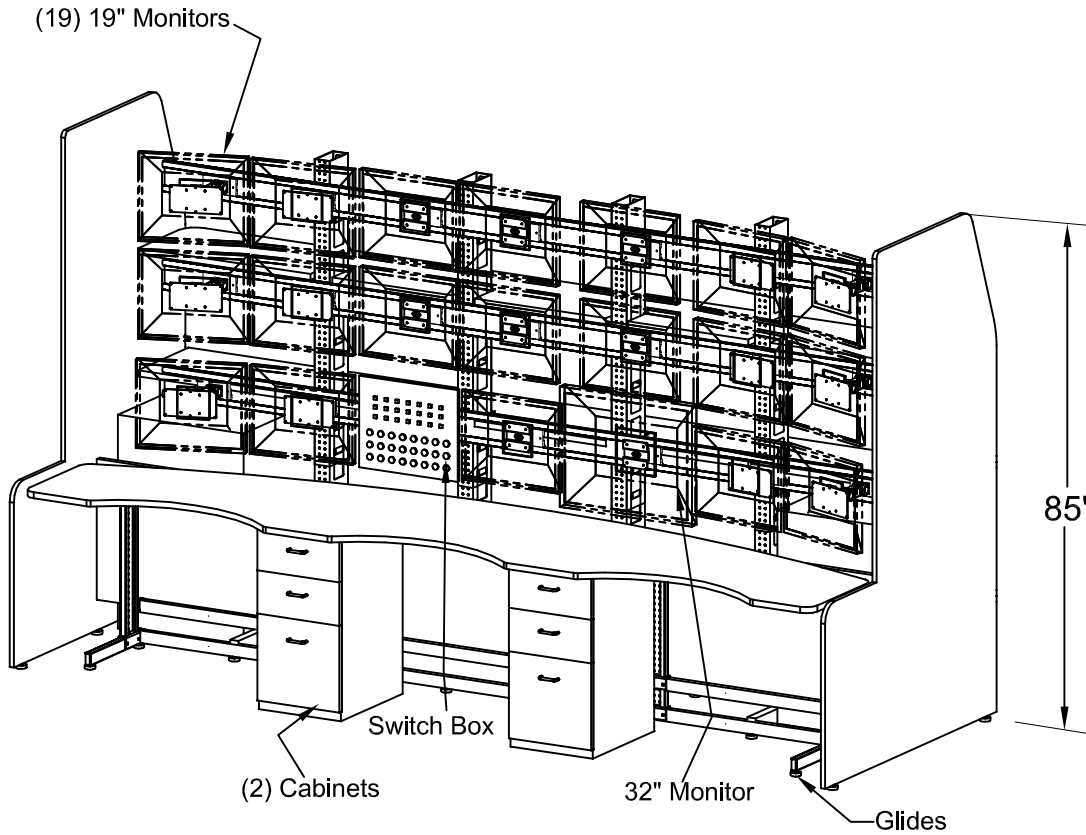 (19) 19" Monitors
85"
Switch Box
(2) Cabinets
32" Monitor
Glides